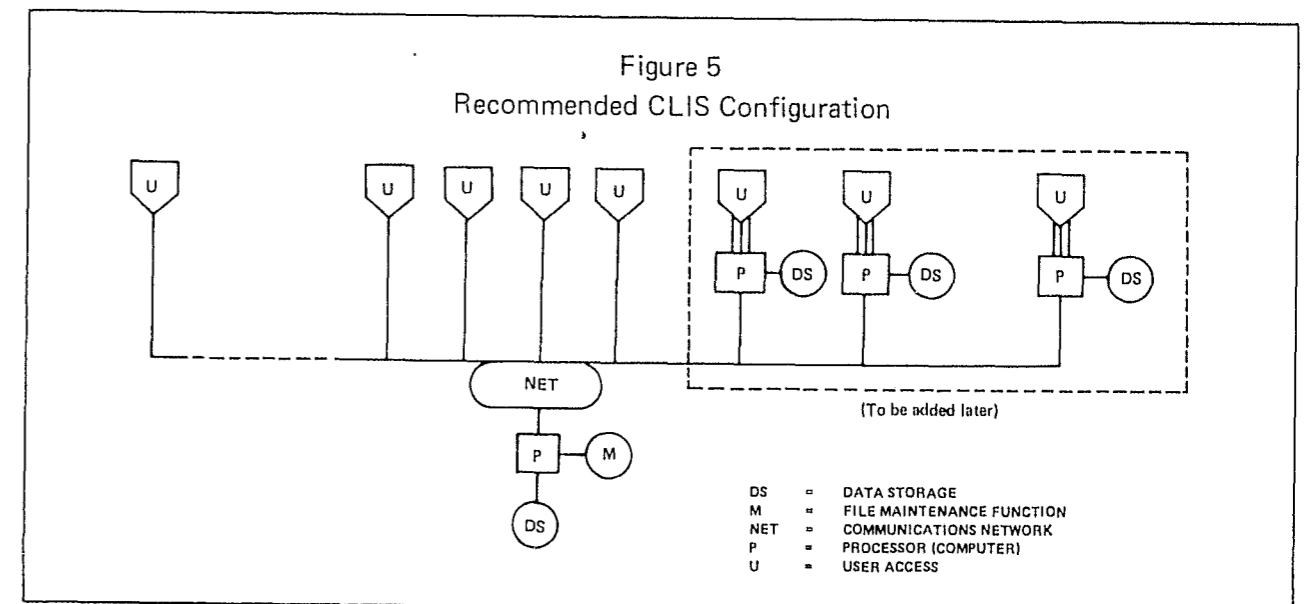 Figure 5
Recommended CLIS Configuration
U U U U U U U U
P DS P DS P DS
NET
(To be added later)
P M
DS
DS = DATA STORAGE
M = FILE MAINTENANCE FUNCTION
NET = COMMUNICATIONS NETWORK
P = PROCESSOR (COMPUTER)
U = USER ACCESS